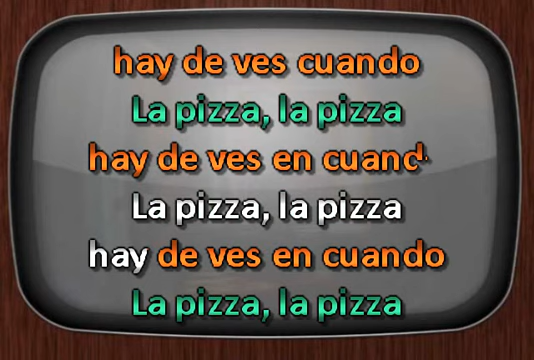 hay de ves cuando
La pizza, la pizza
hay de ves en cuand
La pizza, la pizza
hay de ves en cuando
La pizza, la pizza